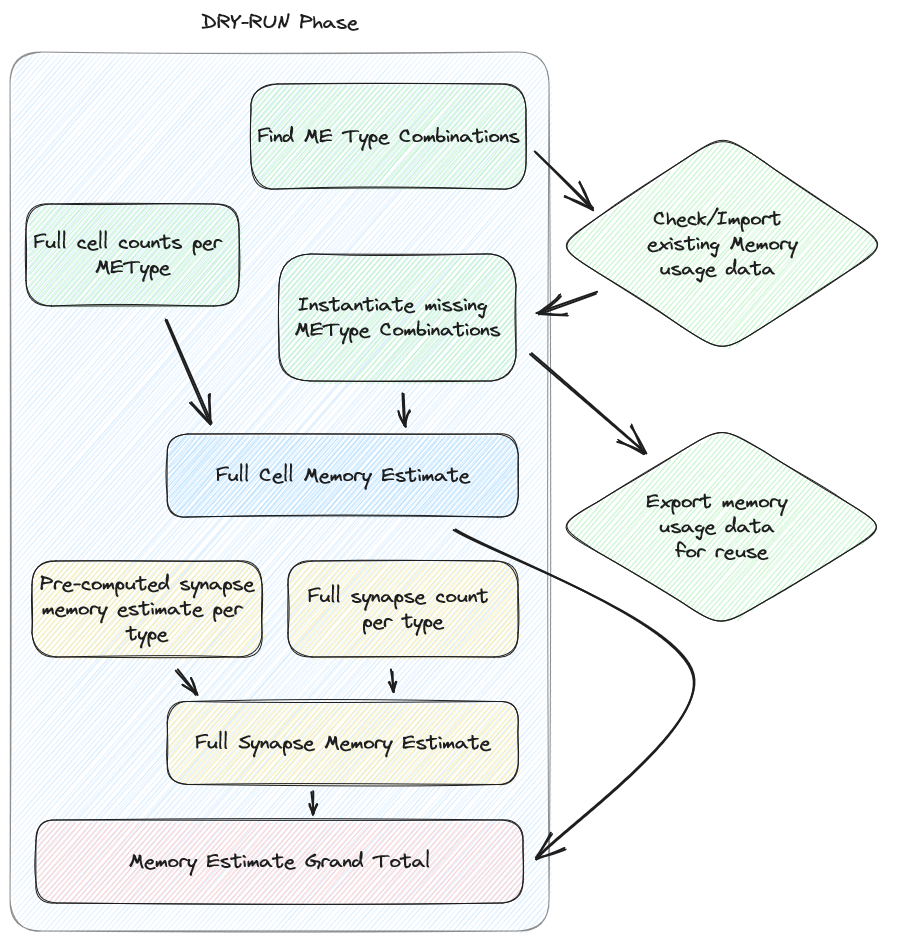 DRY-RUN Phase
Find ME Type Combinations
Check/Import
existing Memory
usage data
Full cell counts per
METype
Instantiate missing
METype Combinations
Full Cell Memory Estimate
Export memory
usage data
for reuse
Pre-computed synapse
memory estimate per
type
Full synapse count
per type
Full Synapse Memory Estimate
Memory Estimate Grand Total